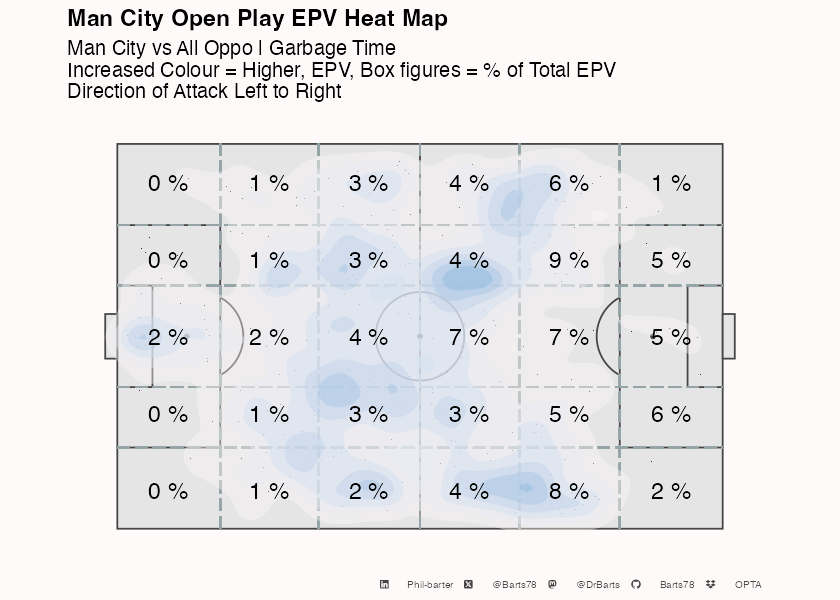 Man City Open Play EPV Heat Map
Man City vs All Oppo | Garbage Time
Increased Colour = Higher, EPV, Box figures = % of Total EPV
Direction of Attack Left to Right
0 % 1 % 3 % 4 % 6 % 1 %
0 % 1 % 3 % 4 % 9 % 5 %
2 % 2 % 4 % 7 % 7 % 5 %
0 % 1 % 3 % 3 % 5 % 6 %
0 % 1 % 2 % 4 % 8 % 2 %
Phil-barter @Barts78 @DrBarts Barts78 OPTA